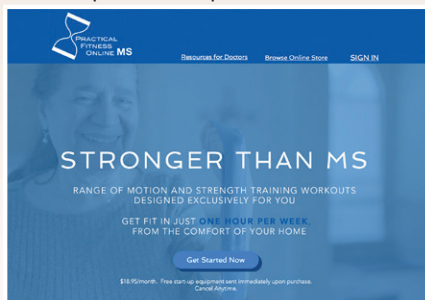 PRACTICAL
FITNESS
ONLINE MS
Resources for Doctors Browse Online Store SIGN IN
STRONGER THAN MS
RANGE OF MOTION AND STRENGTH TRAINING WORKOUTS
DESIGNED EXCLUSIVELY FOR YOU
GET FIT IN JUST ONE HOUR PER WEEK.
FROM THE COMFORT OF YOUR HOME
Get Started Now
$18.95/month. Free start-up equipment sent immediately upon purchase.
Cancel Anytime.